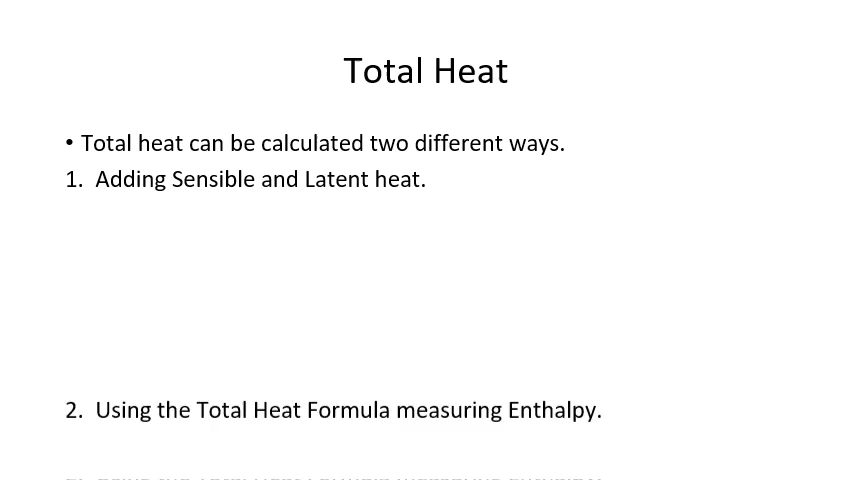 Total Heat
• Total heat can be calculated two different ways.
1. Adding Sensible and Latent heat.
2. Using the Total Heat Formula measuring Enthalpy.